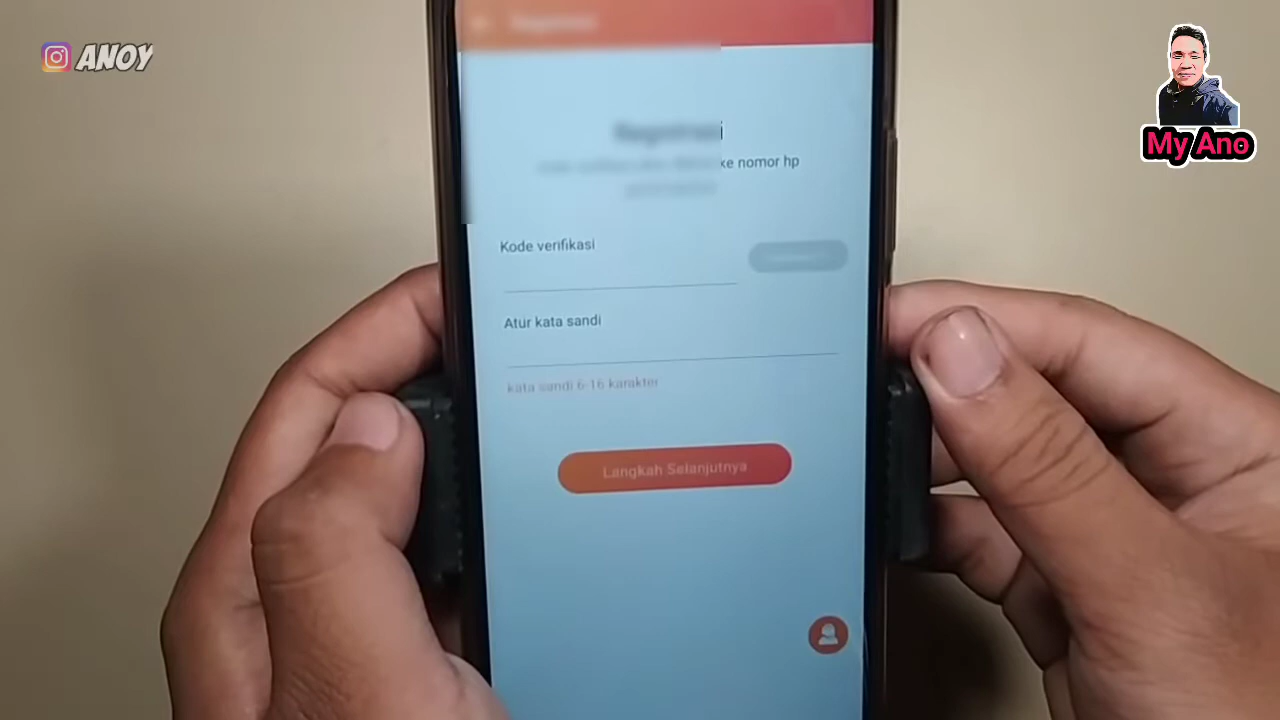 ANOY
My Ano
ke nomor hp
Kode verifikasi
Atur kata sandi
kata sandi 6-16 karakter
Langkah Selanjutnya